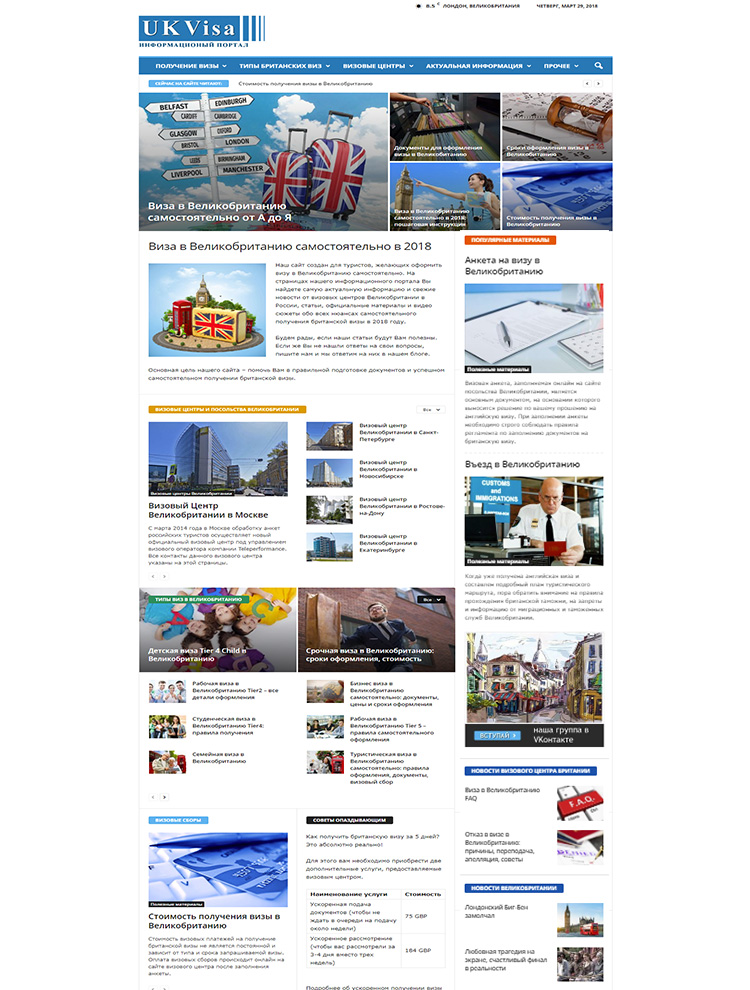 8.5 C ЛОНДОН, ВЕЛИКОБРИТАНИЯ ЧЕТВЕРГ, МАРТ 29, 2018
UK Visa
ИНФОРМАЦИОНЫЙ ПОРТАЛ
ПОЛУЧЕНИЕ ВИЗЫ ТИПЫ БРИТАНСКИХ ВИЗ ВИЗОВЫЕ ЦЕНТРЫ АКТУАЛЬНАЯ ИНФОРМАЦИЯ ПРОЧЕЕ
СЕЙЧАС НА САЙТЕ ЧИТАЮТ: Стоимость получения визы в Великобританию
BELFAST
EDINBURGH
CARDIFF
CAMBRIDGE
GLASGOW
OXFORD
BRISTOL
LONDON
LEEDS
BIRMINGHAM
LIVERPOOL
MANCHESTER
Виза в Великобританию
самостоятельно от А до Я
Документы для оформления
визы в Великобританию
Сроки оформления визы в
Великобританию
Виза в Великобританию
самостоятельно в 2018:
пошаговая инструкция
Стоимость получения визы в
Великобританию
Виза в Великобританию самостоятельно в 2018
Наш сайт создан для туристов, желающих оформить
визу в Великобританию самостоятельно. На
страницах нашего информационного портала Вы
найдете самую актуальную информацию и свежие
новости от визовых центров Великобритании в
России, статьи, официальные материалы и видео
сюжеты обо всех нюансах самостоятельного
получения британской визы в 2018 году.
Будем рады, если наши статьи будут Вам полезны.
Если же Вы не нашли ответы на свои вопросы,
пишите нам и мы ответим на них в нашем блоге.
Основная цель нашего сайта – помочь Вам в правильной подготовке документов и успешном
самостоятельном получении британской визы.
ВИЗОВЫЕ ЦЕНТРЫ И ПОСОЛЬСТВА ВЕЛИКОБРИТАНИИ Все
Визовые центры Великобритании
Визовый Центр
Великобритании в Москве
С марта 2014 года в Москве обработку анкет
российских туристов осуществляет новый
официальный визовый центр под управлением
визового оператора компании Teleperformance.
Все контакты данного визового центра
указаны на этой странице.
Визовый центр
Великобритании в Санкт-
Петербурге
Визовый центр
Великобритании в
Новосибирске
Визовый центр
Великобритании в Ростове-
на-Дону
Визовый центр
Великобритании в
Екатеринбурге
ТИПЫ ВИЗ В ВЕЛИКОБРИТАНИЮ Все
Детская виза Tier 4 Child в
Великобританию
Срочная виза в Великобританию:
сроки оформления, стоимость
Рабочая виза в
Великобританию Tier2 – все
детали оформления
Студенческая виза в
Великобританию Tier4:
правила получения
Семейная виза в
Великобританию
Бизнес виза в
Великобританию
самостоятельно: документы,
цены и сроки оформления
Рабочая виза в
Великобританию Tier 5 –
правила самостоятельного
оформления
Туристическая виза в
Великобританию
самостоятельно: правила
оформления, документы,
визовый сбор
ВИЗОВЫЕ СБОРЫ
Полезные материалы
Стоимость получения визы в
Великобританию
Стоимость визовых платежей на получение
британской визы не является постоянной и
зависит от типа и срока запрашиваемой визы.
Оплата визовых сборов происходит онлайн на
сайте визового центра после заполнения
анкеты.
СОВЕТЫ ОПАЗДЫВАЮЩИМ
Как получить британскую визу за 5 дней?
Это абсолютно реально!
Для этого вам необходимо приобрести две
дополнительные услуги, предоставляемые
визовым центром.
Наименование услуги Стоимость
Ускоренная подача
документов (чтобы не
ждать в очереди на подачу
около недели)
75 GBP
Ускоренное рассмотрение
(чтобы вас рассмотрели за
3-4 дня вместо трех
недель)
184 GBP
Подробнее об ускоренном получении визы
ПОПУЛЯРНЫЕ МАТЕРИАЛЫ
Анкета на визу в
Великобританию
Полезные материалы
Визовая анкета, заполняемая онлайн на сайте
посольства Великобритании, является
основным документом, на основании которого
выносится решение по вашему прошению на
английскую визу. При заполнении анкеты
необходимо строго соблюдать правила
регламента по заполнению документов на
британскую визу.
Въезд в Великобританию
CUSTOMS
and
IMMIGRATIONS
Полезные материалы
Когда уже получена английская виза и
составлен подробный план туристического
маршрута, пора обратить внимание на правила
прохождения британской таможни, на запреты
и информацию от миграционных и таможенных
служб Великобритании.
ВСТУПАЙ наша группа в
VKонтакте
НОВОСТИ ВИЗОВОГО ЦЕНТРА БРИТАНИИ
Виза в Великобританию
FAQ
F.A.Q.
Отказ в визе в
Великобританию:
причины, переподача,
апелляция, советы
НОВОСТИ ВЕЛИКОБРИТАНИИ
Лондонский Биг-Бен
замолчал
Любовная трагедия на
экране, счастливый финал
в реальности